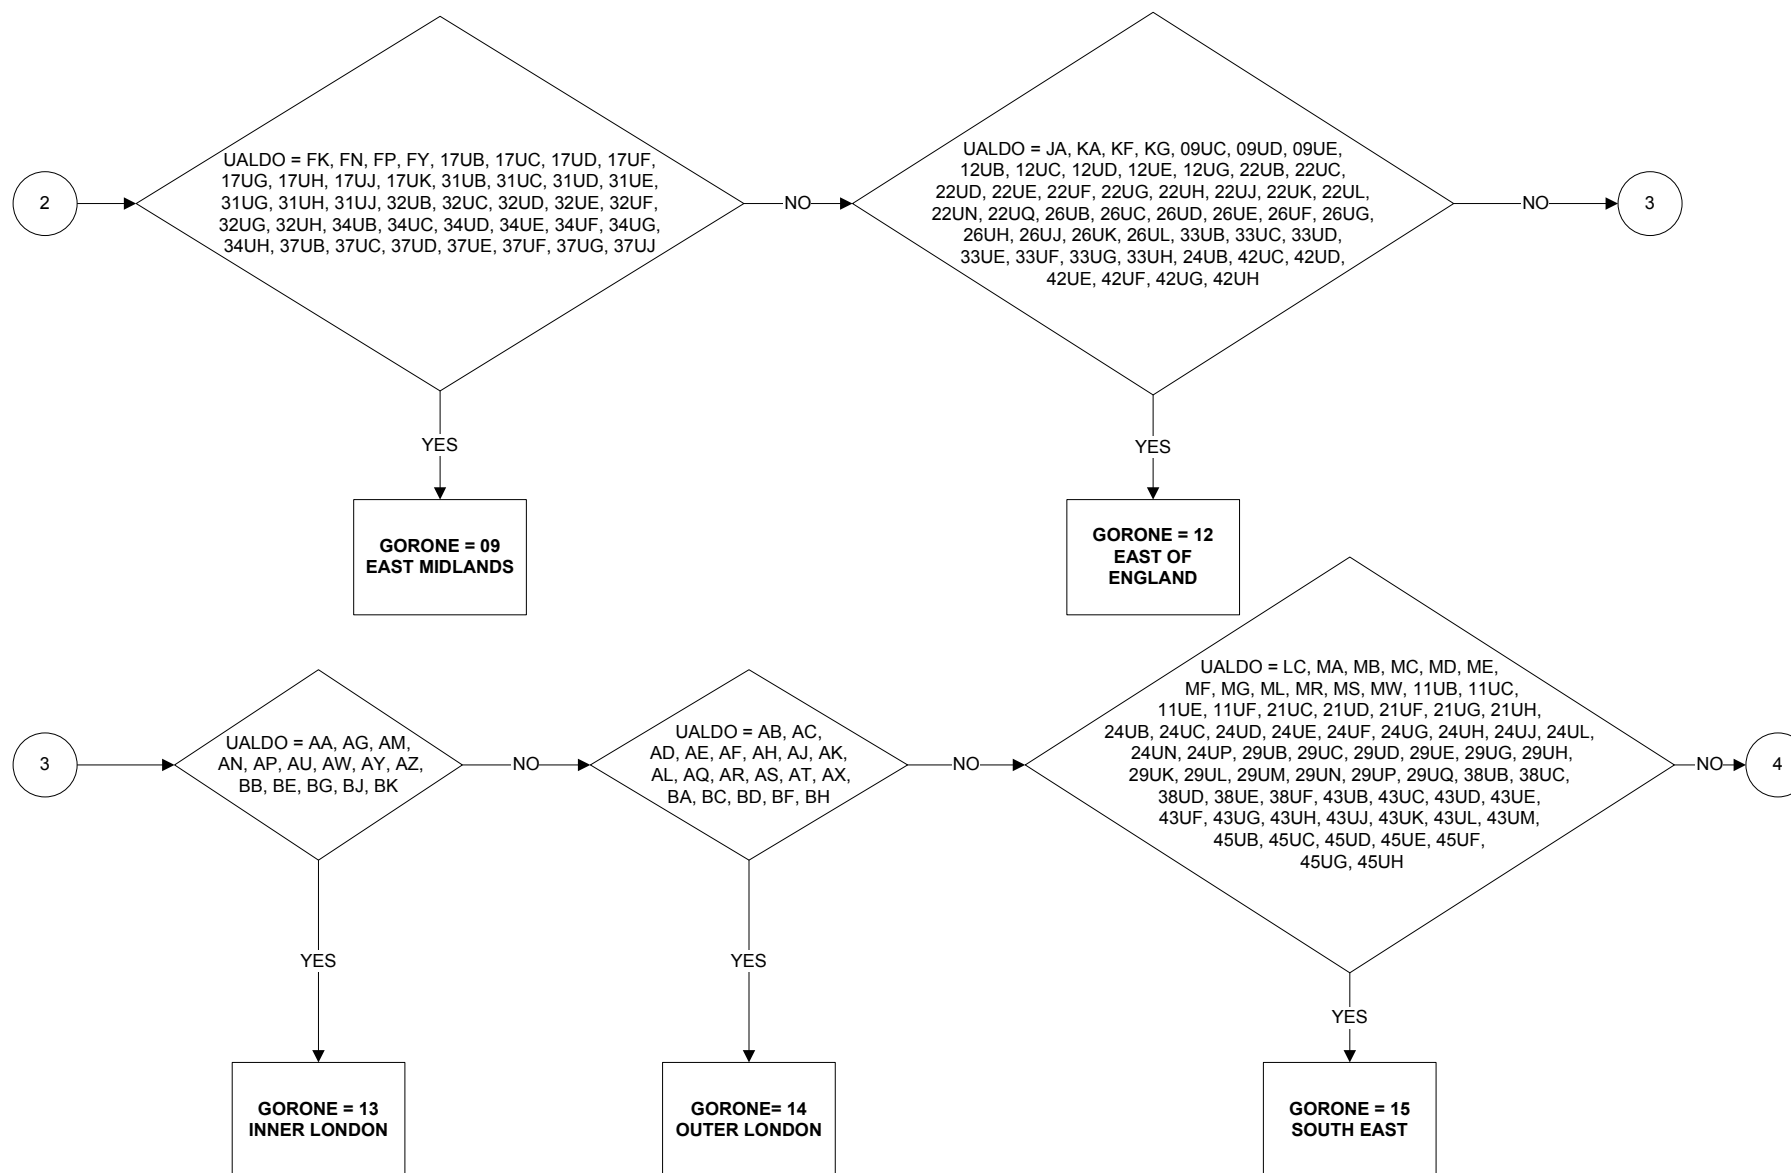 2
UALDO = FK, FN, FP, FY, 17UB, 17UC, 17UD, 17UF,
17UG, 17UH, 17UJ, 17UK, 31UB, 31UC, 31UD, 31UE,
31UG, 31UH, 31UJ, 32UB, 32UC, 32UD, 32UE, 32UF,
32UG, 32UH, 34UB, 34UC, 34UD, 34UE, 34UF, 34UG,
34UH, 37UB, 37UC, 37UD, 37UE, 37UF, 37UG, 37UJ
NO
UALDO = JA, KA, KF, KG, 09UC, 09UD, 09UE,
12UB, 12UC, 12UD, 12UE, 12UG, 22UB, 22UC,
22UD, 22UE, 22UF, 22UG, 22UH, 22UJ, 22UK, 22UL,
22UN, 22UQ, 26UB, 26UC, 26UD, 26UE, 26UF, 26UG,
26UH, 26UJ, 26UK, 26UL, 33UB, 33UC, 33UD,
33UE, 33UF, 33UG, 33UH, 24UB, 42UC, 42UD,
42UE, 42UF, 42UG, 42UH
NO
3
YES
YES
GORONE = 09
EAST MIDLANDS
GORONE = 12
EAST OF
ENGLAND
3
UALDO = AA, AG, AM,
AN, AP, AU, AW, AY, AZ,
BB, BE, BG, BJ, BK
NO
UALDO = AB, AC,
AD, AE, AF, AH, AJ, AK,
AL, AQ, AR, AS, AT, AX,
BA, BC, BD, BF, BH
NO
UALDO = LC, MA, MB, MC, MD, ME,
MF, MG, ML, MR, MS, MW, 11UB, 11UC,
11UE, 11UF, 21UC, 21UD, 21UF, 21UG, 21UH,
24UB, 24UC, 24UD, 24UE, 24UF, 24UG, 24UH, 24UJ, 24UL,
24UN, 24UP, 29UB, 29UC, 29UD, 29UE, 29UG, 29UH,
29UK, 29UL, 29UM, 29UN, 29UP, 29UQ, 38UB, 38UC,
38UD, 38UE, 38UF, 43UB, 43UC, 43UD, 43UE,
43UF, 43UG, 43UH, 43UJ, 43UK, 43UL, 43UM,
45UB, 45UC, 45UD, 45UE, 45UF,
45UG, 45UH
NO
4
YES
YES
YES
GORONE = 13
INNER LONDON
GORONE= 14
OUTER LONDON
GORONE = 15
SOUTH EAST